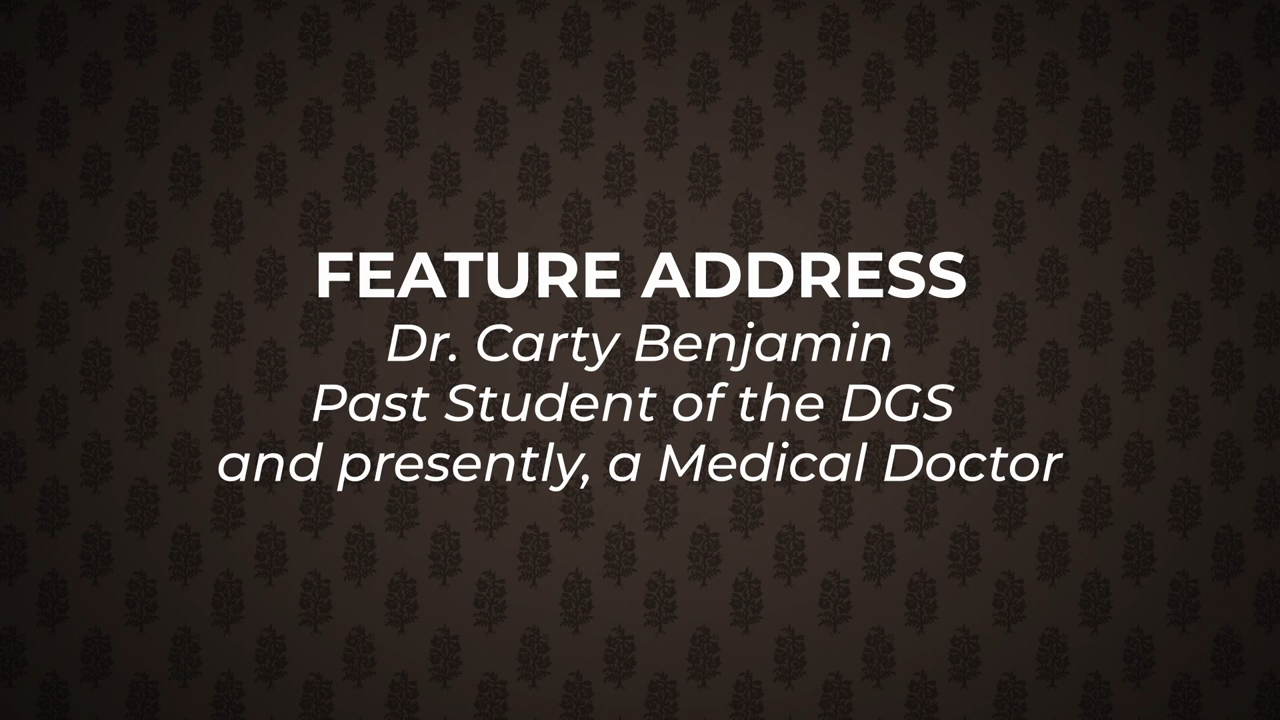 FEATURE ADDRESS
Dr. Carty Benjamin
Past Student of the DGS
and presently, a Medical Doctor